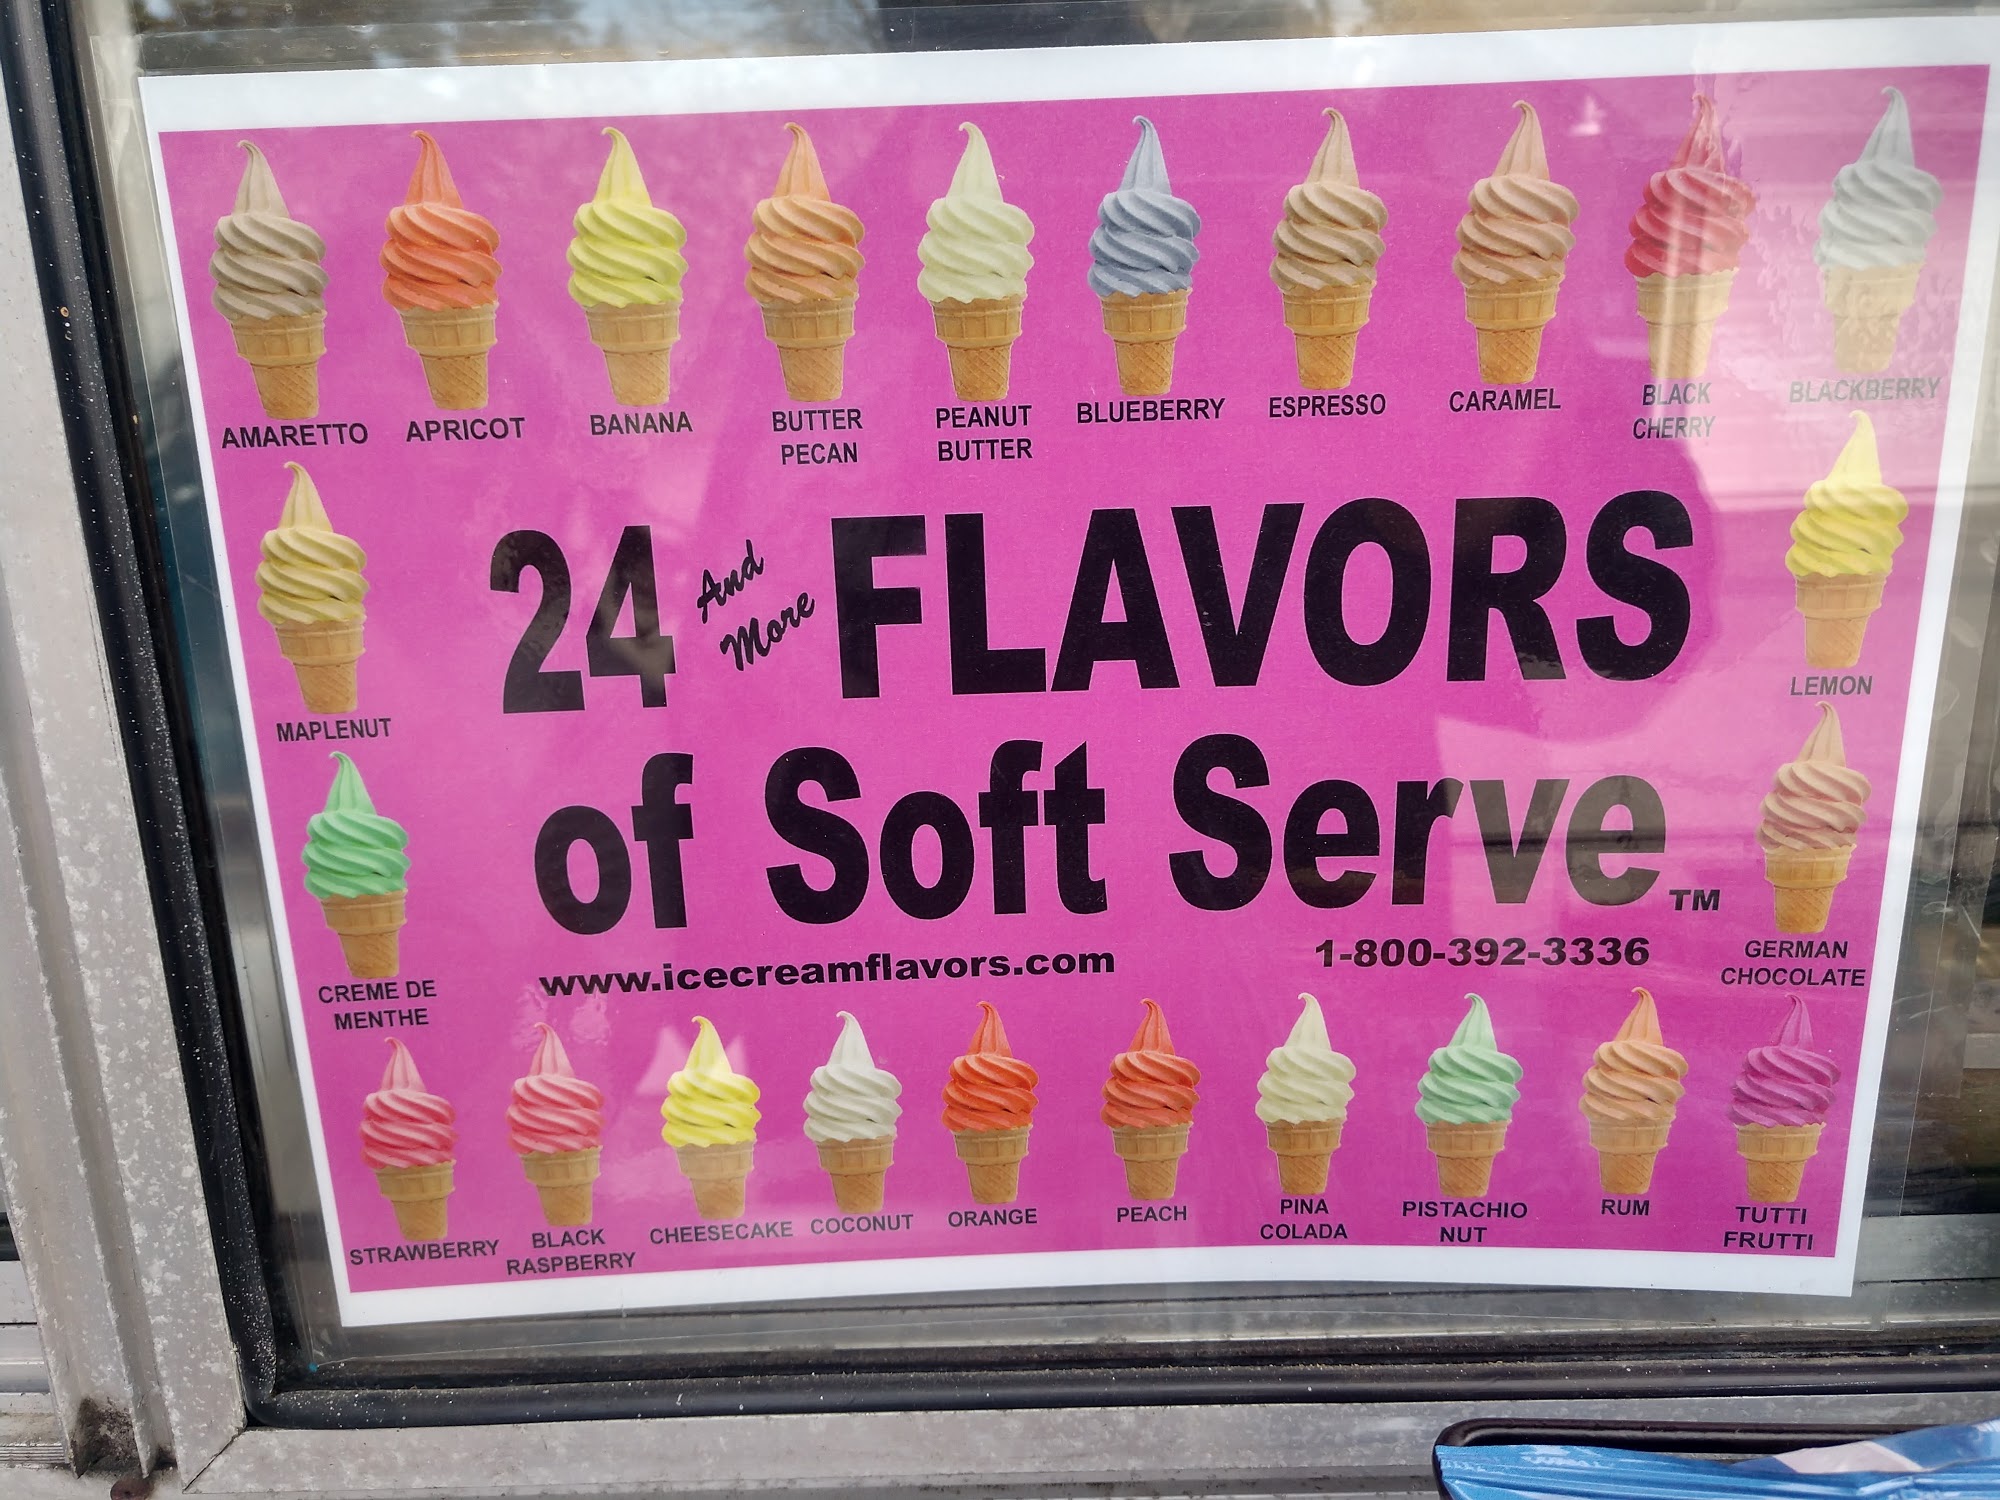 AMARETTO
APRICOT
BANANA
BUTTER
PECAN
PEANUT
BUTTER
BLUEBERRY
ESPRESSO
CARAMEL
BLACK
CHERRY
BLACKBERRY
MAPLENUT
24 And More FLAVORS
LEMON
of Soft Serve TM
CREME DE
MENTHE
www.icecreamflavors.com
1-800-392-3336
GERMAN
CHOCOLATE
STRAWBERRY
BLACK
RASPBERRY
CHEESECAKE
COCONUT
ORANGE
PEACH
PINA
COLADA
PISTACHIO
NUT
RUM
TUTTI
FRUTTI